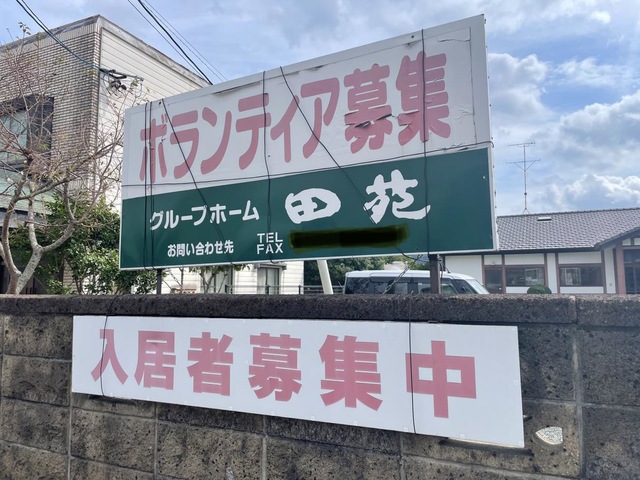 ボランティア募集
グループホーム 田苑
お問い合わせ先 TEL
FAX
入居者募集中